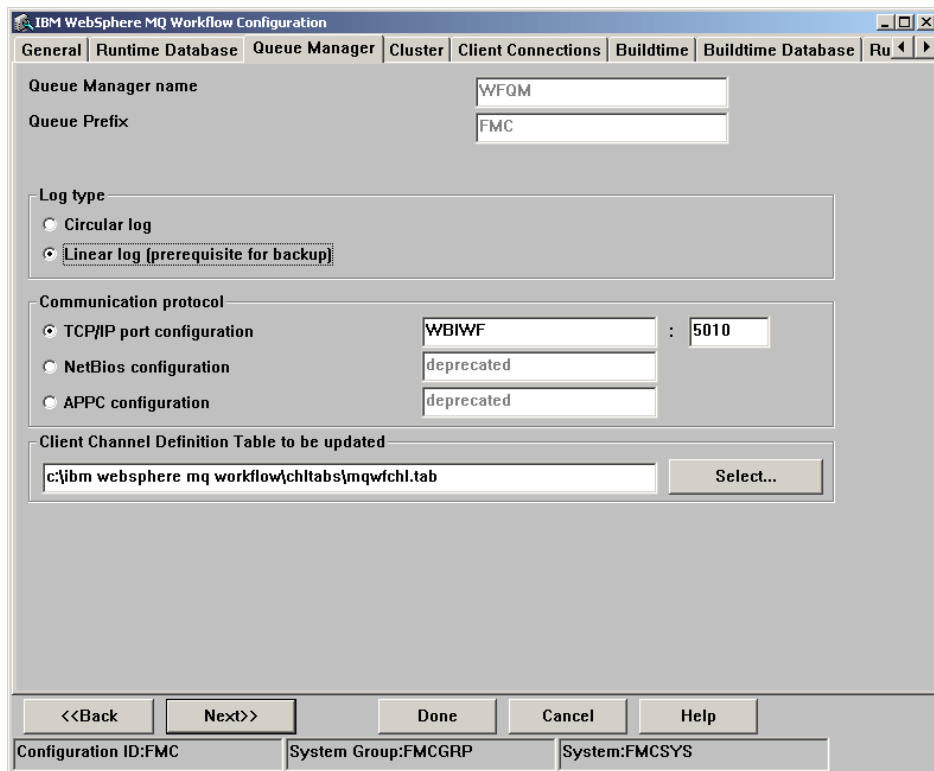 IBM WebSphere MQ Workflow Configuration
General Runtime Database Queue Manager Cluster Client Connections Buildtime Buildtime Database Ru
Queue Manager name WFQM
Queue Prefix FMC
Log type
Circular log
Linear log (prerequisite for backup)
Communication protocol
TCP/IP port configuration WBIWF : 5010
NetBios configuration deprecated
APPC configuration deprecated
Client Channel Definition Table to be updated
c:\ibm websphere mq workflow\chltabs\mqwfchl.tab Select...
<<Back Next>> Done Cancel Help
Configuration ID:FMC System Group:FMCGRP System:FMCSYS